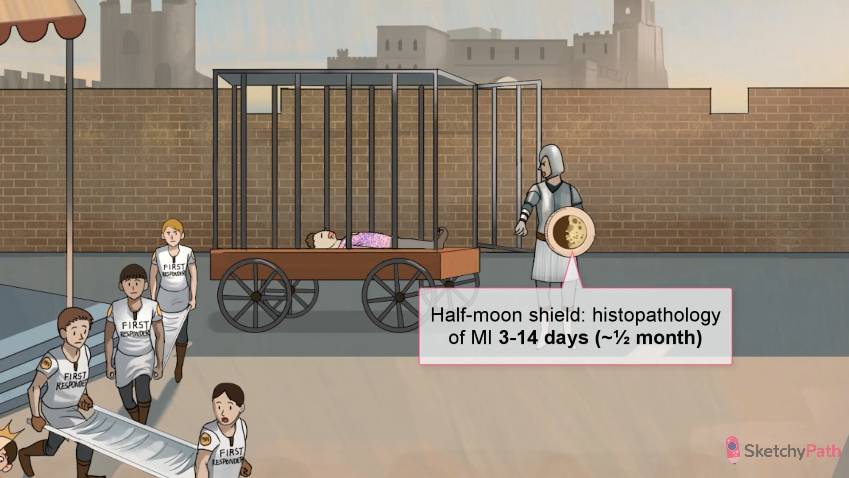 FIRST
RESPONDER
FIRST
RESPONDER
FIRST
RESPONDER
FIRST
RESPONDER
Half-moon shield: histopathology
of MI 3-14 days (~½ month)
SketchyPath